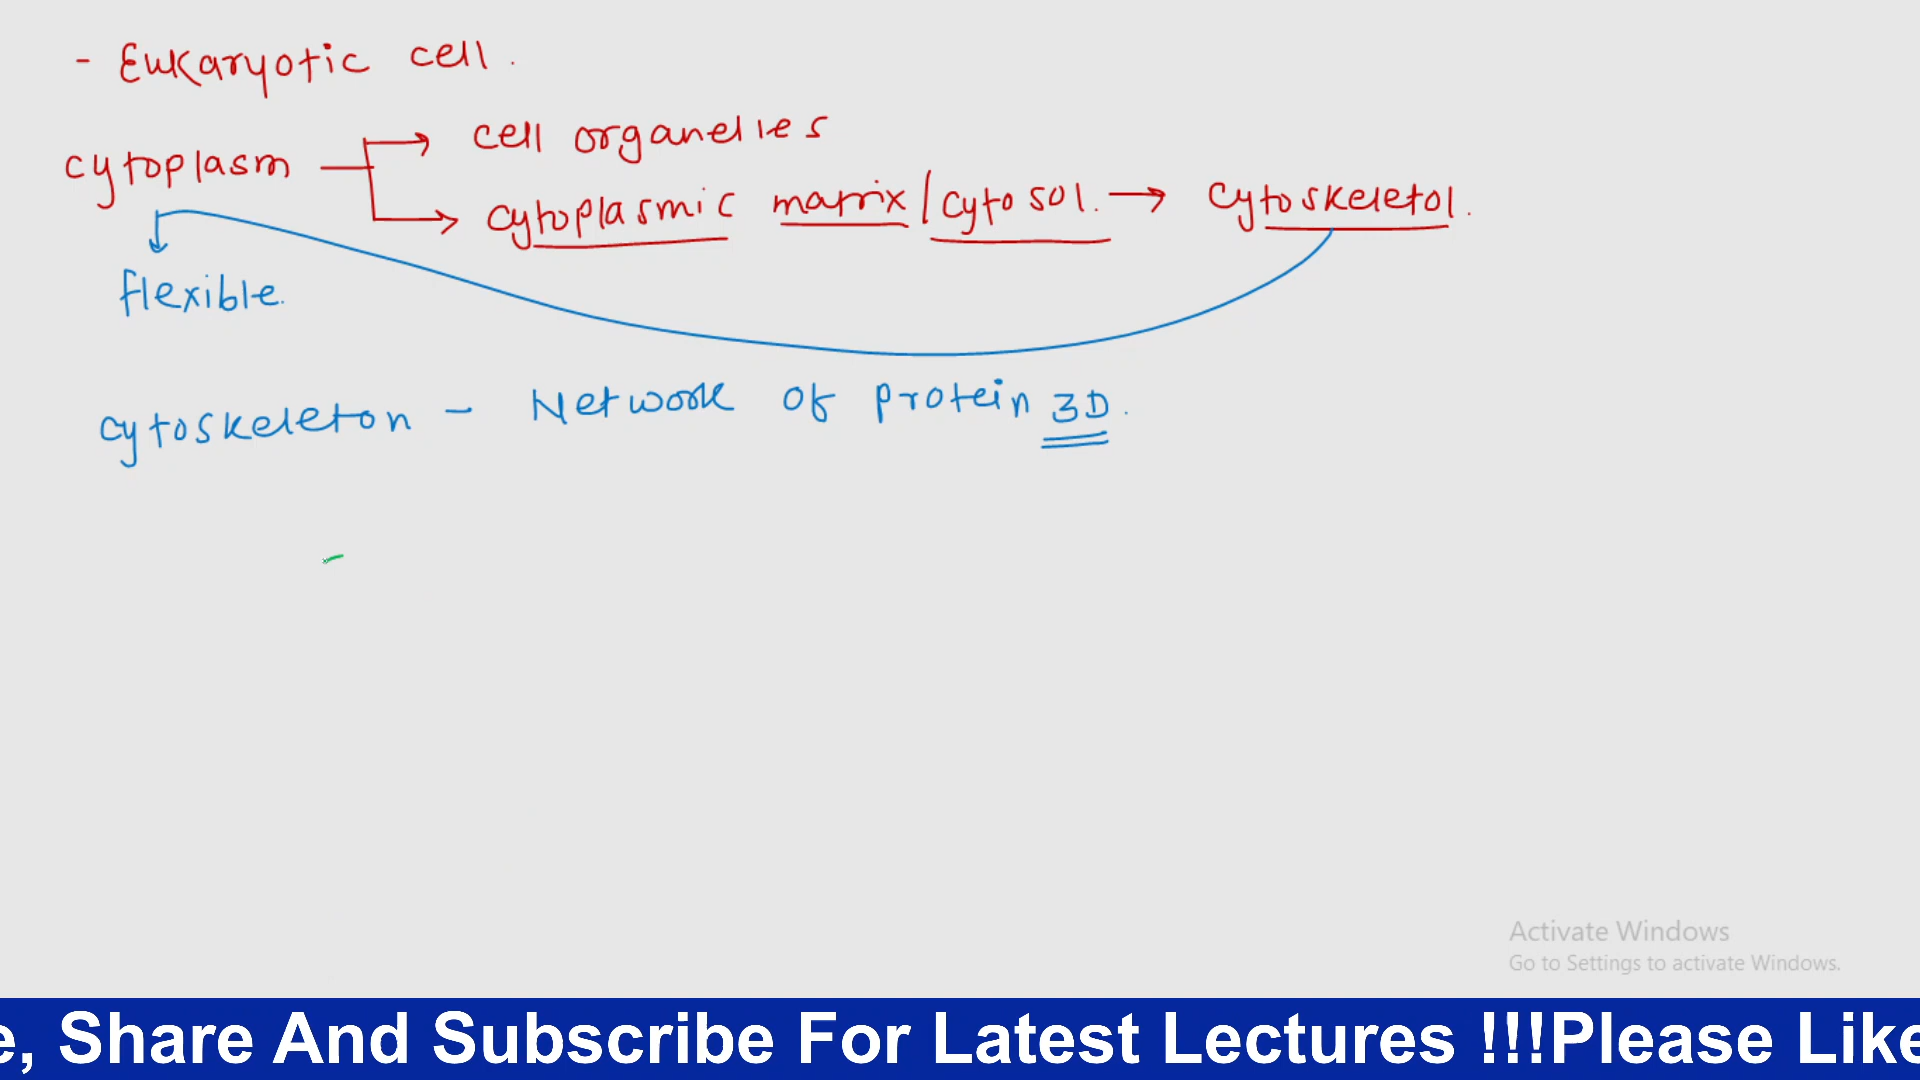 - Eukaryotic cell.
cytoplasm → cell organelles
→ cytoplasmic matrix/cytosol. → cytoskeletol.
flexible.
cytoskeleton - Network of protein 3D.
Activate Windows
Go to Settings to activate Windows.
e, Share And Subscribe For Latest Lectures !!!Please Like